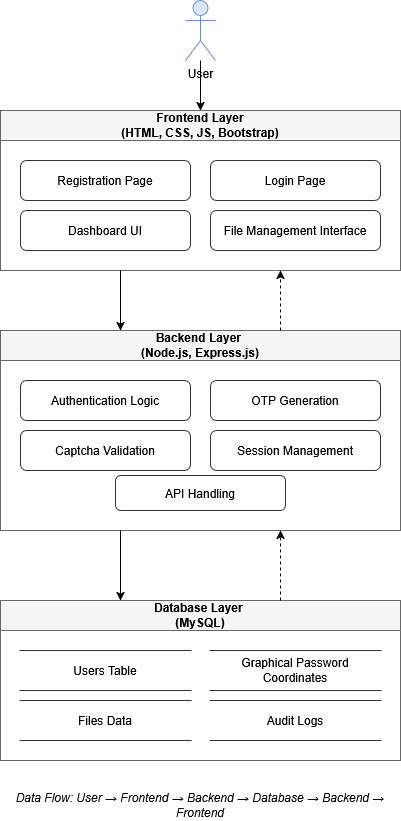 User
Frontend Layer
(HTML, CSS, JS, Bootstrap)
Registration Page
Login Page
Dashboard UI
File Management Interface
Backend Layer
(Node.js, Express.js)
Authentication Logic
OTP Generation
Captcha Validation
Session Management
API Handling
Database Layer
(MySQL)
Users Table
Graphical Password
Coordinates
Files Data
Audit Logs
Data Flow: User → Frontend → Backend → Database → Backend →
Frontend